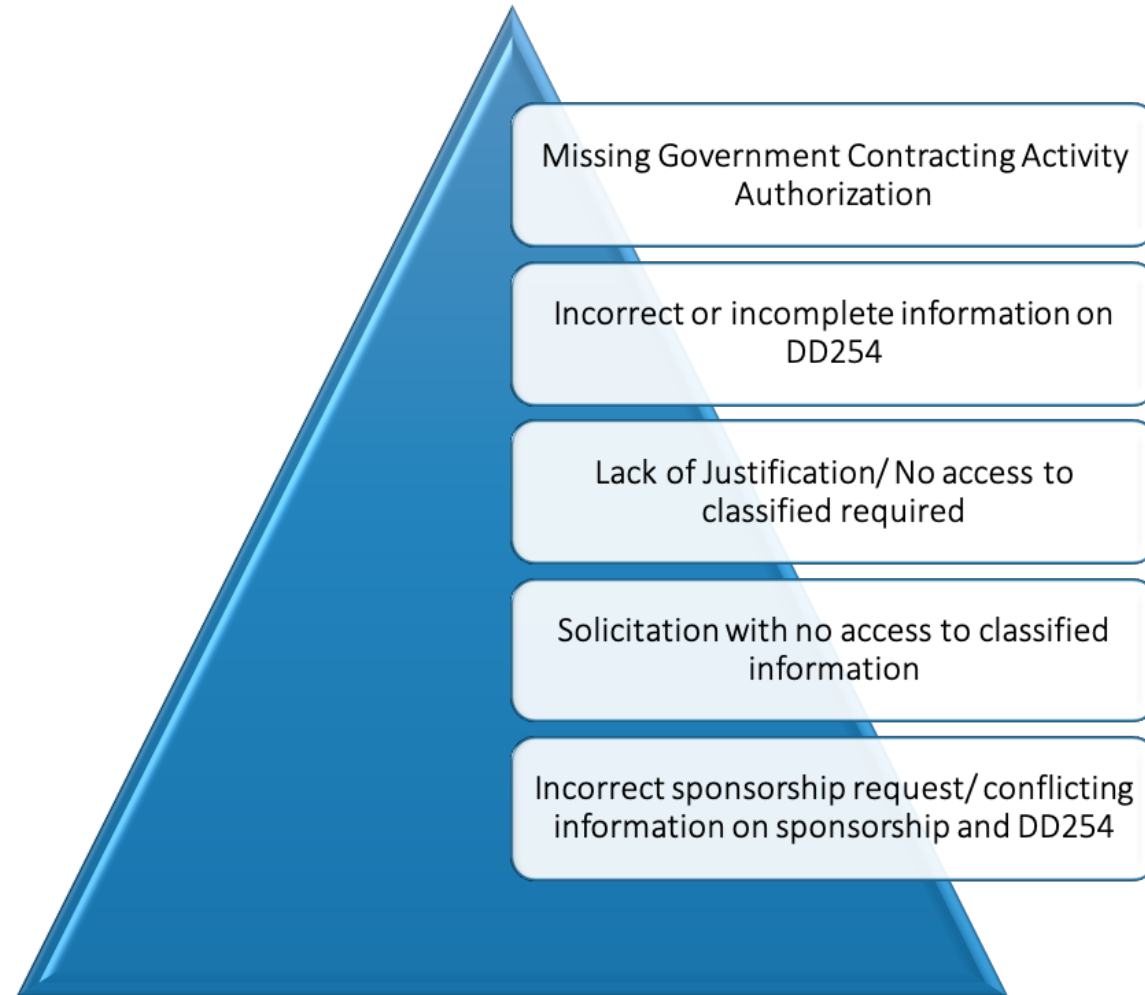 Missing Government Contracting Activity
Authorization
Incorrect or incomplete information on
DD254
Lack of Justification/ No access to
classified required
Solicitation with no access to classified
information
Incorrect sponsorship request/ conflicting
information on sponsorship and DD254